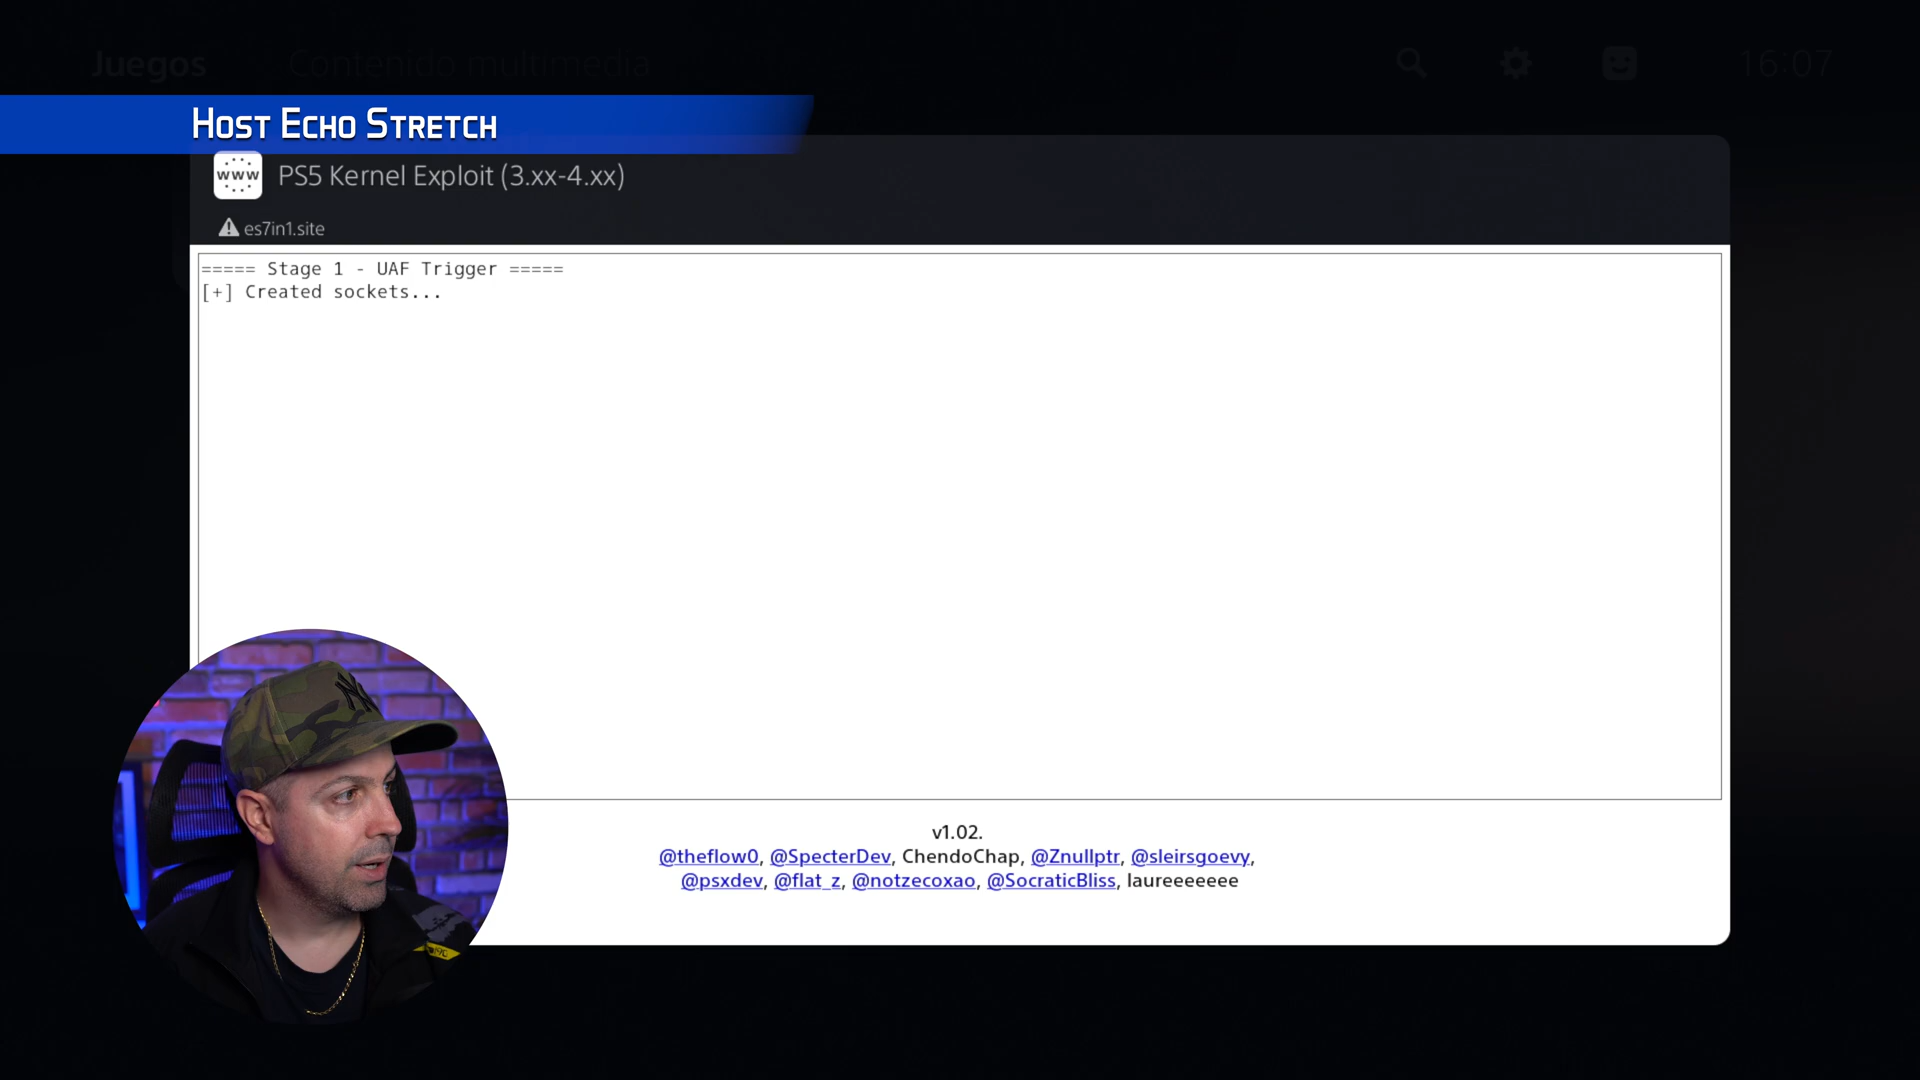 Juegos Contenido multimedia 16:07
Host Echo Stretch
www PS5 Kernel Exploit (3.xx-4.xx)
es7in1.site
===== Stage 1 - UAF Trigger =====
[+] Created sockets...
NY
v1.02.
@theflow0, @SpecterDev, ChendoChap, @Znullptr, @sleirsgoevy,
@psxdev, @flat_z, @notzecoxao, @SocraticBliss, laureeeeeee